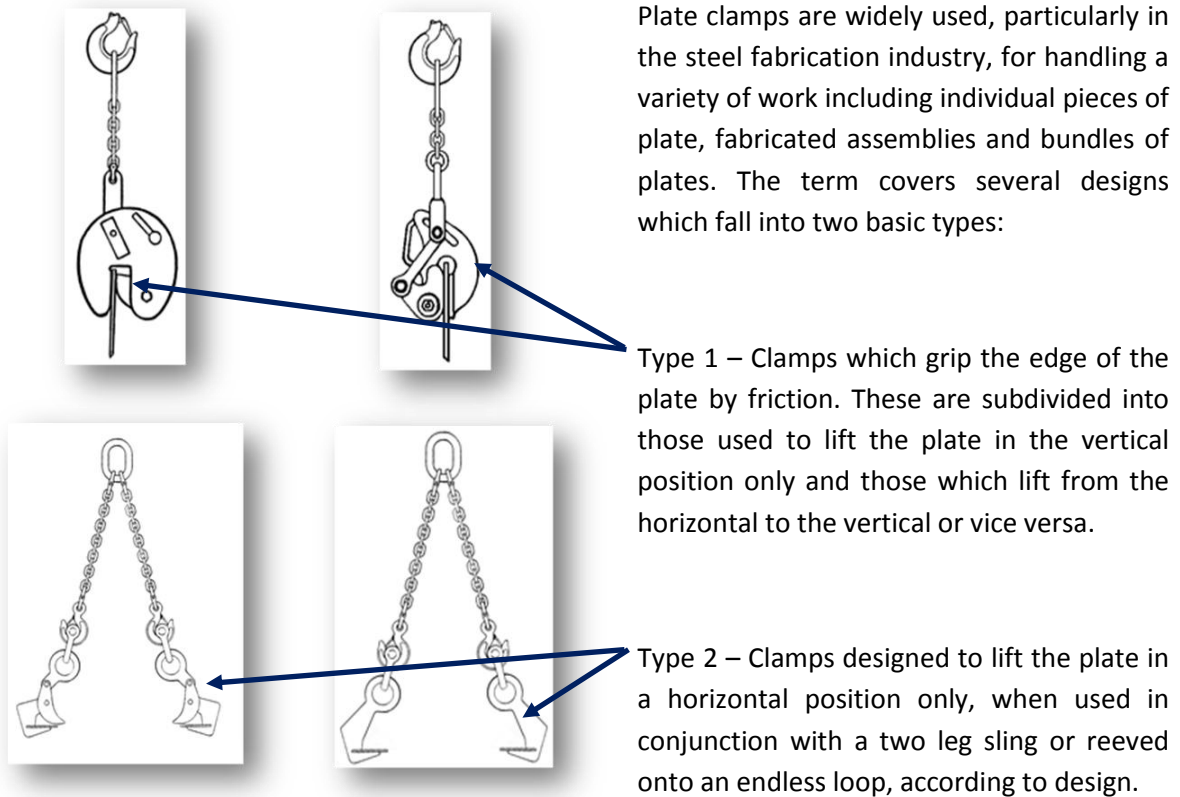 Plate clamps are widely used, particularly in
the steel fabrication industry, for handling a
variety of work including individual pieces of
plate, fabricated assemblies and bundles of
plates. The term covers several designs
which fall into two basic types:
Type 1 – Clamps which grip the edge of the
plate by friction. These are subdivided into
those used to lift the plate in the vertical
position only and those which lift from the
horizontal to the vertical or vice versa.
Type 2 – Clamps designed to lift the plate in
a horizontal position only, when used in
conjunction with a two leg sling or reeved
onto an endless loop, according to design.